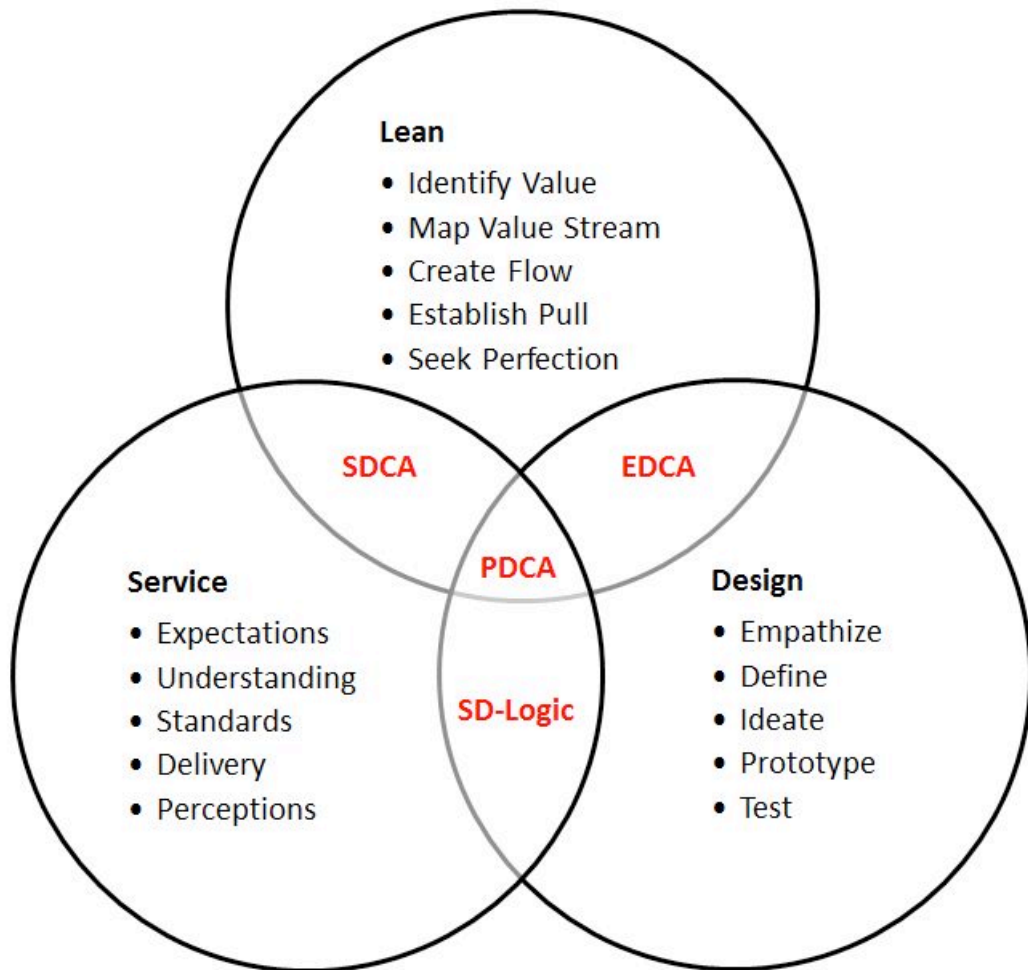 Lean
• Identify Value
• Map Value Stream
• Create Flow
• Establish Pull
• Seek Perfection
SDCA
EDCA
PDCA
Service
• Expectations
• Understanding
• Standards
• Delivery
• Perceptions
SD-Logic
Design
• Empathize
• Define
• Ideate
• Prototype
• Test